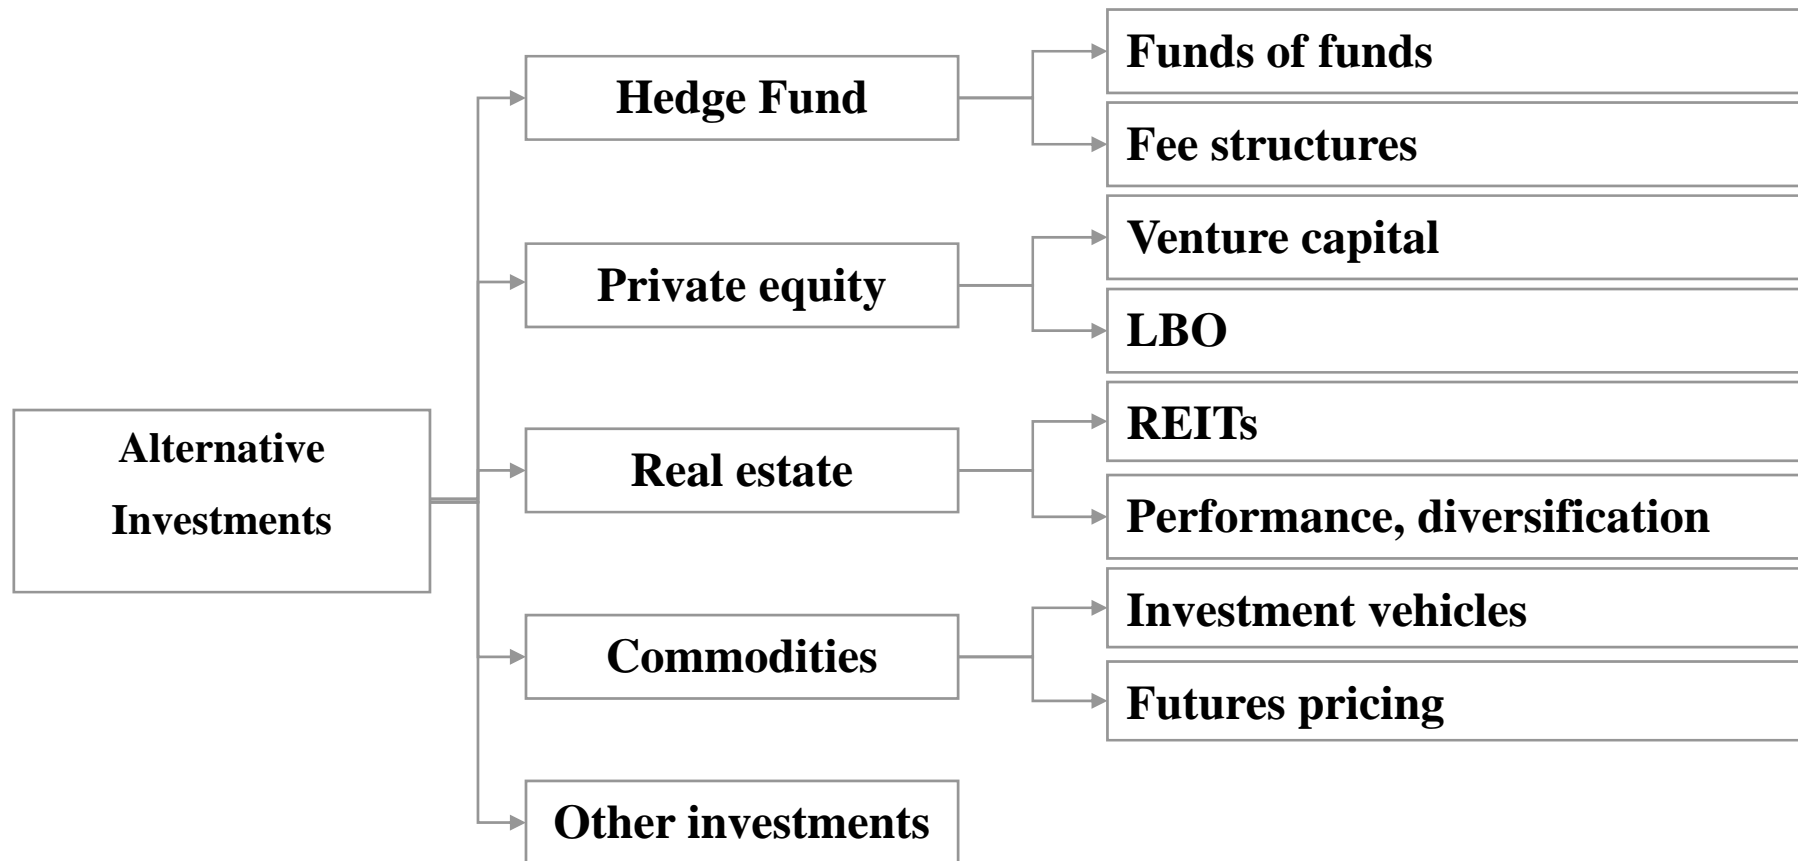 Alternative
Investments
Hedge Fund
Funds of funds
Fee structures
Private equity
Venture capital
LBO
Real estate
REITs
Performance, diversification
Commodities
Investment vehicles
Futures pricing
Other investments